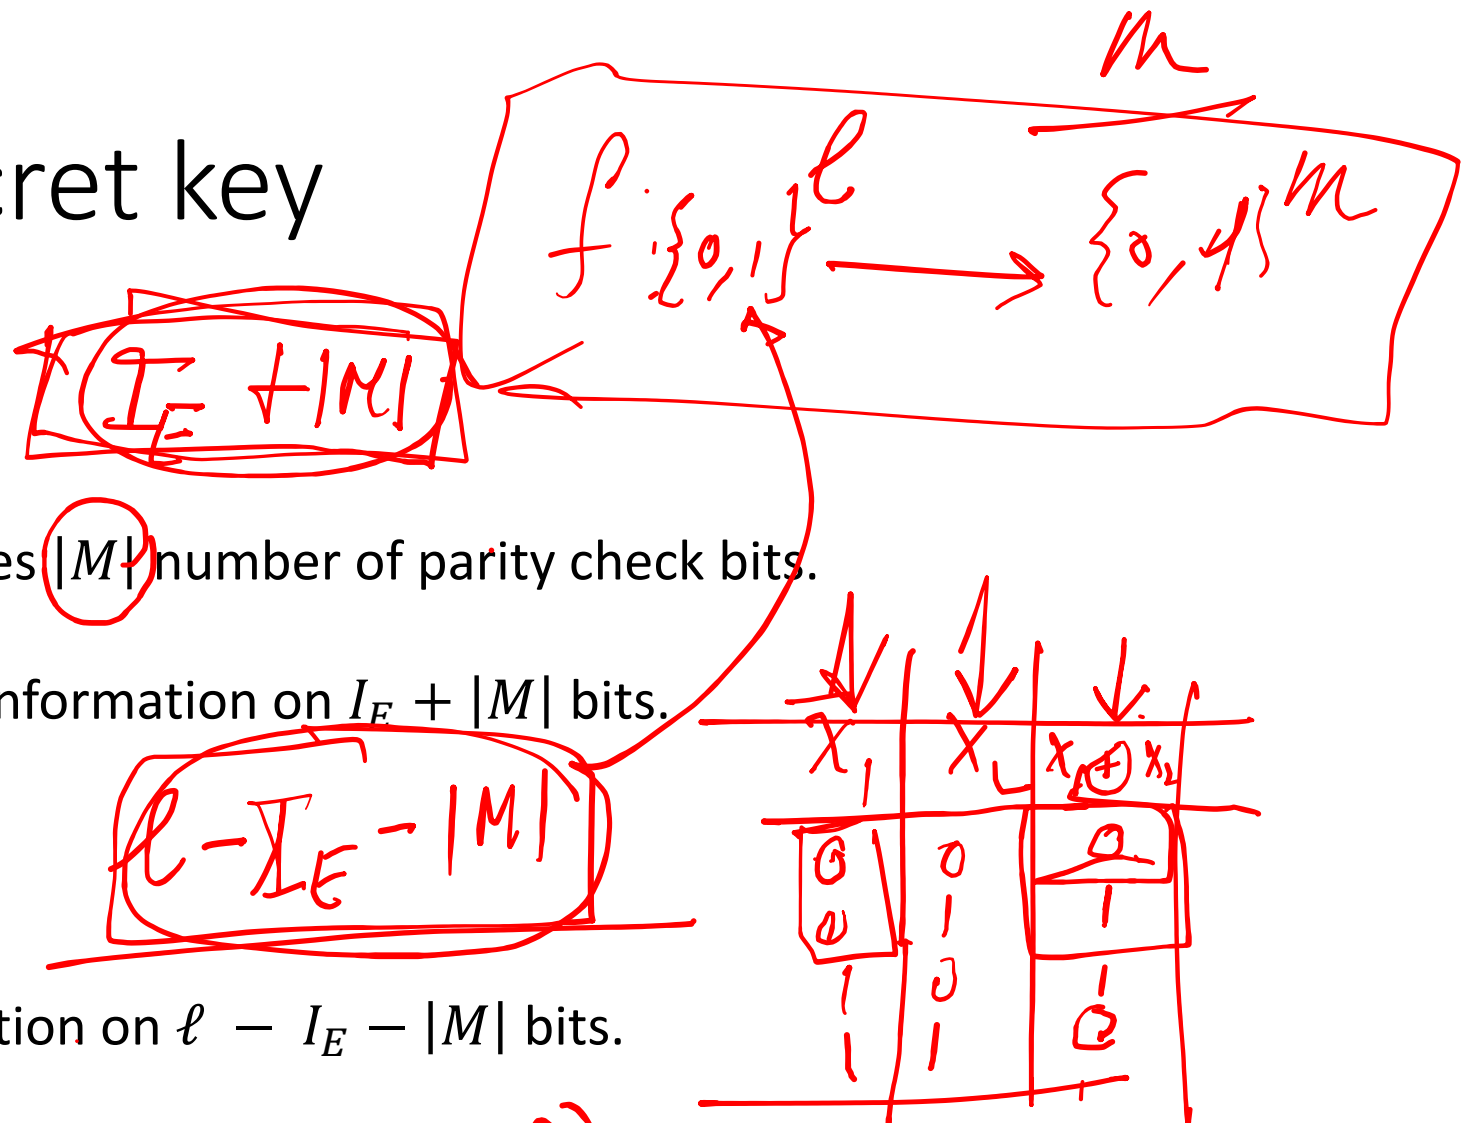 m
cret key
f : {0,1}^l → {0,1}^m
I_E + |M|
es |M| number of parity check bits.
nformation on I_E + |M| bits.
l - I_E - |M|
x_1 x_2 x_1 ⊕ x_2
0 0 0
0 1 1
1 0 1
1 1 0
tion on ℓ − I_E − |M| bits.